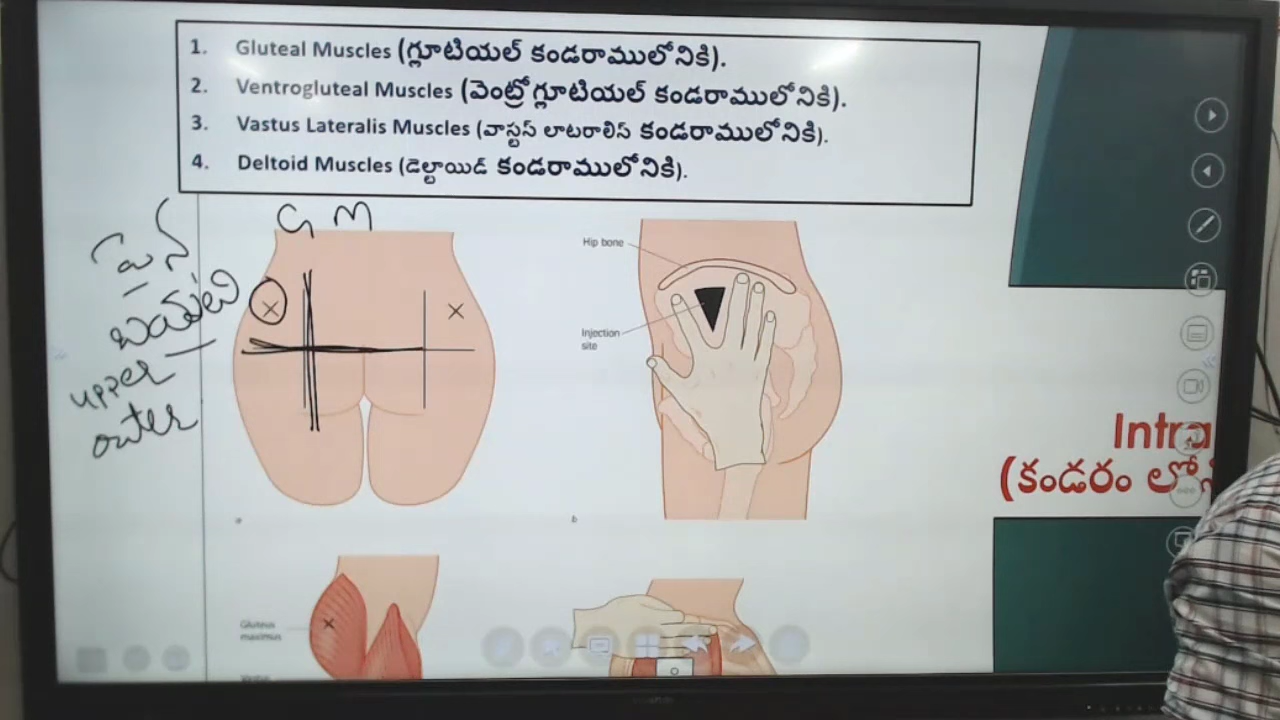 1. Gluteal Muscles (గ్లూటియల్ కండరాములోనికి).
2. Ventrogluteal Muscles (వెంట్రోగ్లూటియల్ కండరాములోనికి).
3. Vastus Lateralis Muscles (వాస్టస్ లాటరాలిస్ కండరాములోనికి).
4. Deltoid Muscles (డెల్టాయిడ్ కండరాములోనికి).
G M
పైన
బయట
upper
outer
Hip bone
Injection
site
a
b
Intra
(కండరం లో
Gluteus
maximus